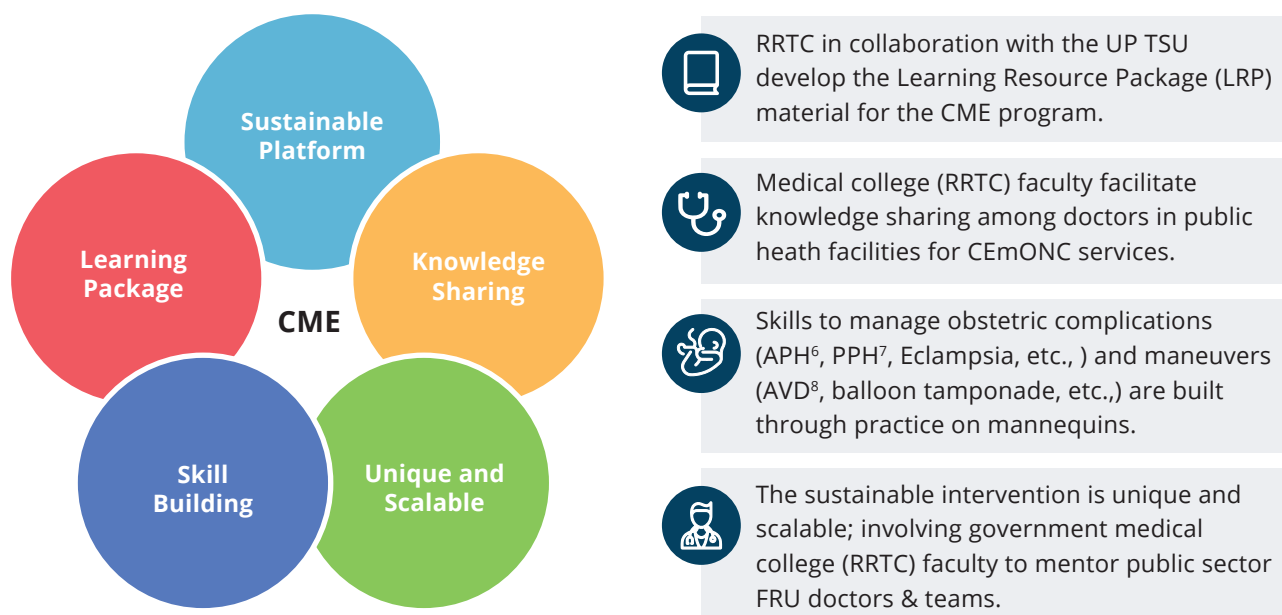 Sustainable
Platform
Learning
Package
Knowledge
Sharing
CME
Skill
Building
Unique and
Scalable
RRTC in collaboration with the UP TSU
develop the Learning Resource Package (LRP)
material for the CME program.
Medical college (RRTC) faculty facilitate
knowledge sharing among doctors in public
heath facilities for CEmONC services.
Skills to manage obstetric complications
(APH⁶, PPH⁷, Eclampsia, etc., ) and maneuvers
(AVD⁸, balloon tamponade, etc.,) are built
through practice on mannequins.
The sustainable intervention is unique and
scalable; involving government medical
college (RRTC) faculty to mentor public sector
FRU doctors & teams.